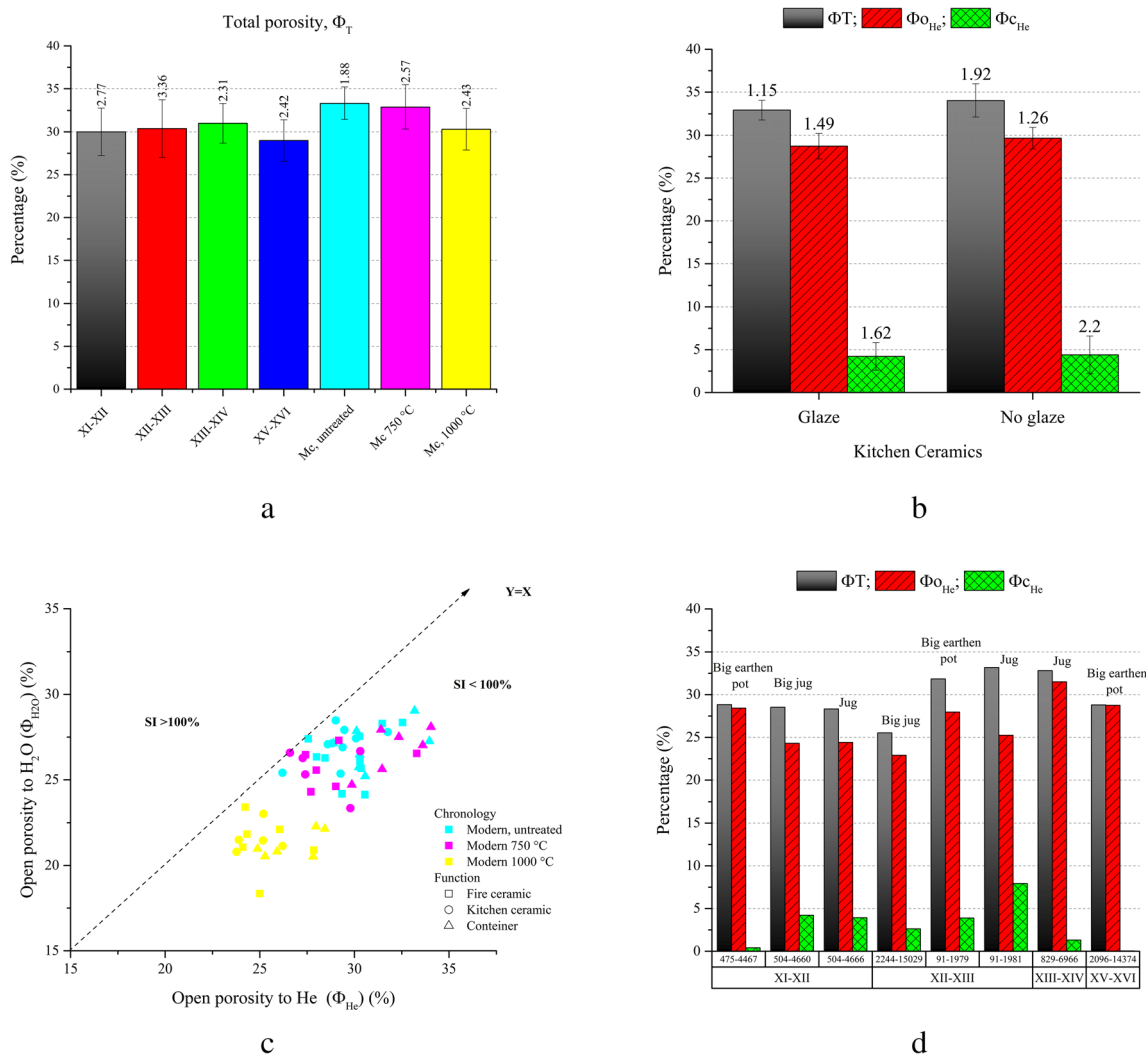 Total porosity, Φ_T
Percentage (%)
40
35
30
25
20
15
10
5
0
2.77
3.36
2.31
2.42
1.88
2.57
2.43
XI-XII
XII-XIII
XIII-XIV
XV-XVI
Mc, untreated
Mc 750 °C
Mc, 1000 °C
a
ΦT; Φo_He; Φc_He
Percentage (%)
40
35
30
25
20
15
10
5
0
1.15
1.49
1.62
1.92
1.26
2.2
Glaze
No glaze
Kitchen Ceramics
b
Open porosity to H₂O (Φ_H2O) (%)
35
30
25
20
15
Y=X
SI >100%
SI < 100%
Chronology
Modern, untreated
Modern 750 °C
Modern 1000 °C
Function
Fire ceramic
Kitchen ceramic
Conteiner
15
20
25
30
35
Open porosity to He (Φ_He) (%)
c
ΦT; Φo_He; Φc_He
Percentage (%)
40
35
30
25
20
15
10
5
0
Big earthen
pot
Big jug
Jug
Big jug
Big earthen
pot
Jug
Jug
Big earthen
pot
475-4467
504-4660
504-4666
2244-15029
91-1979
91-1981
829-6966
2096-14374
XI-XII
XII-XIII
XIII-XIV
XV-XVI
d